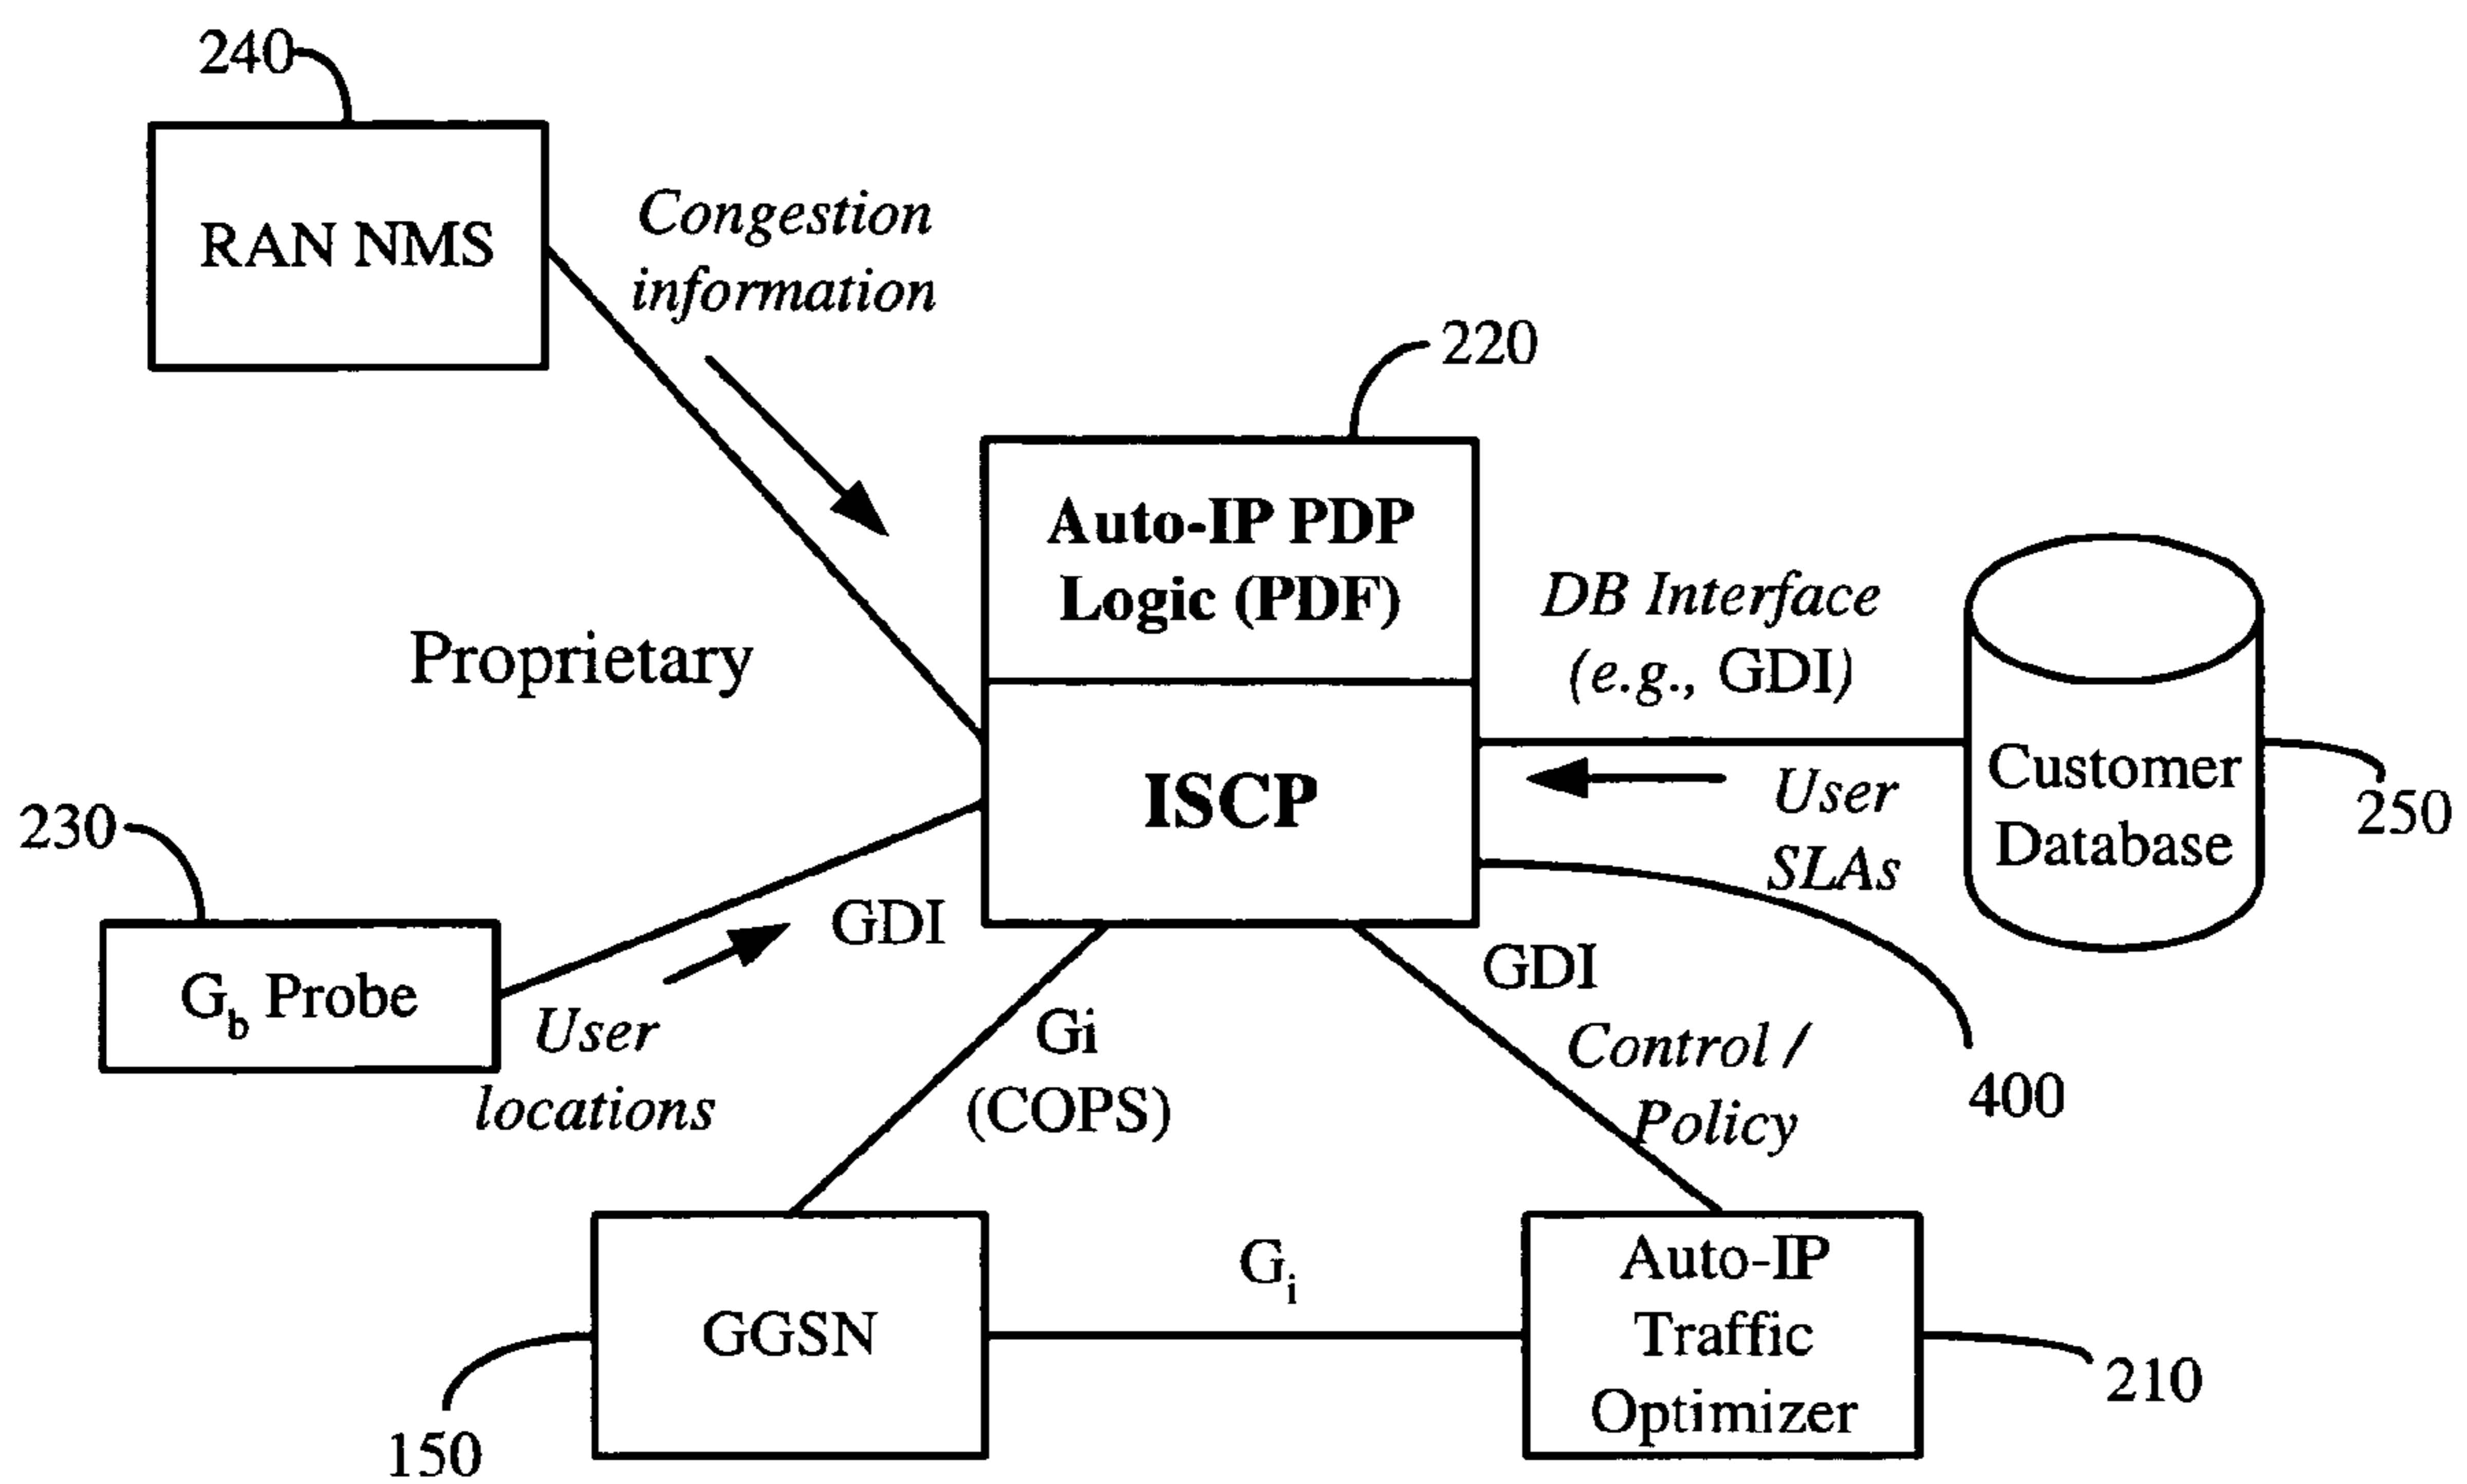 240
RAN NMS
Congestion
information
220
Auto-IP PDP
Logic (PDF)
DB Interface
(e.g., GDI)
Proprietary
ISCP
User
SLAs
Customer
Database
250
230
GDI
Gb Probe
User
locations
Gi
(COPS)
GDI
Control /
Policy
400
GGSN
Gi
Auto-IP
Traffic
Optimizer
150
210